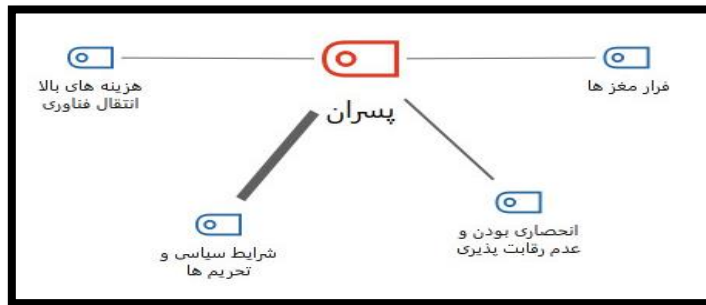 پسران
فرار مغز ها
هزینه های بالا
انتقال فناوری
انحصاری بودن و
عدم رقابت پذیری
شرایط سیاسی و
تحریم ها